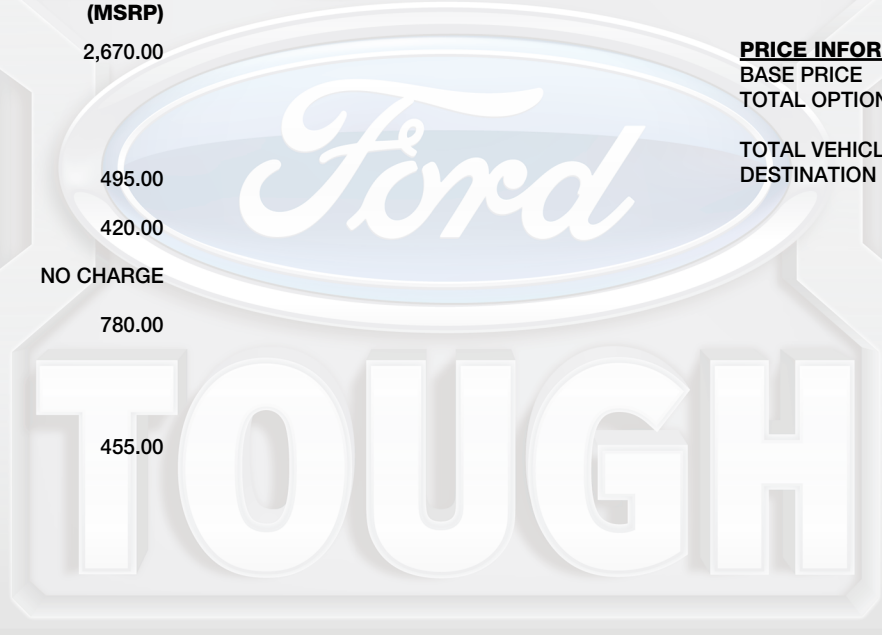 (MSRP)
2,670.00
495.00
420.00
NO CHARGE
780.00
455.00
PRICE INFOR
BASE PRICE
TOTAL OPTION
TOTAL VEHICL
DESTINATION
Ford
TOUGH